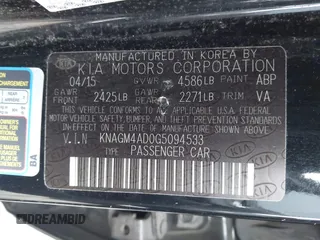 MANUFACTURED IN KOREA BY
KIA MOTORS CORPORATION
04/15 GVWR 4586LB PAINT ABP
GAWR FRONT 2425LB GAWR REAR 2271LB TRIM VA
THIS VEHICLE CONFORMS TO ALL APPLICABLE U.S.A. FEDERAL
MOTOR VEHICLE SAFETY, BUMPER, AND THEFT PREVENTION
STANDARDS IN EFFECT ON THE DATE OF MANUFACTURE
SHOWN ABOVE.
V.I.N KNAGM4AD0G5094533
TYPE PASSENGER CAR
KIA
BA
DREAMBID